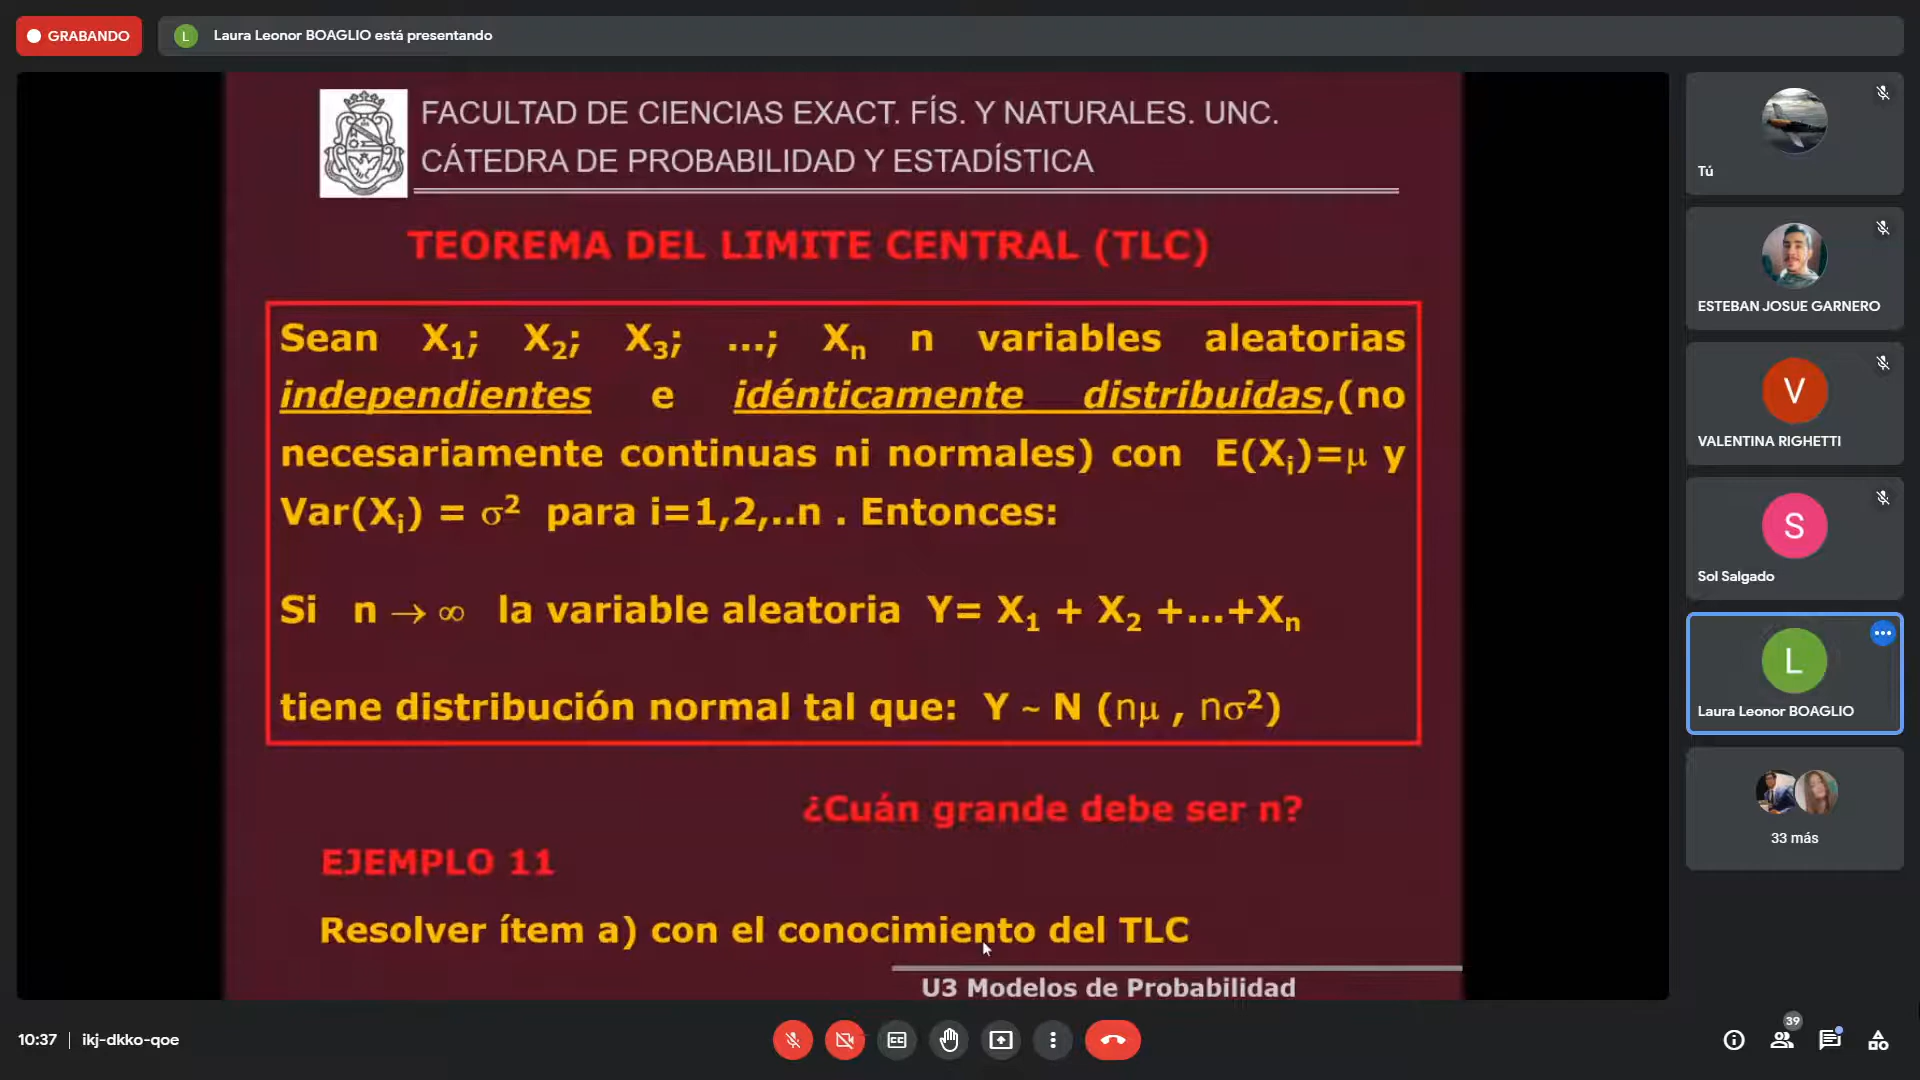 GRABANDO
L
Laura Leonor BOAGLIO está presentando
FACULTAD DE CIENCIAS EXACT. FÍS. Y NATURALES. UNC.
CÁTEDRA DE PROBABILIDAD Y ESTADÍSTICA
TEOREMA DEL LIMITE CENTRAL (TLC)
Sean X₁; X₂; X₃; ...; Xₙ n variables aleatorias
independientes e idénticamente distribuidas,(no
necesariamente continuas ni normales) con E(Xᵢ)=μ y
Var(Xᵢ) = σ² para i=1,2,..n . Entonces:
Si n → ∞ la variable aleatoria Y= X₁ + X₂ +...+Xₙ
tiene distribución normal tal que: Y ~ N (nμ , nσ²)
¿Cuán grande debe ser n?
EJEMPLO 11
Resolver ítem a) con el conocimiento del TLC
U3 Modelos de Probabilidad
Tú
ESTEBAN JOSUE GARNERO
V
VALENTINA RIGHETTI
S
Sol Salgado
L
Laura Leonor BOAGLIO
33 más
10:37 | ikj-dkko-qoe
CC
39